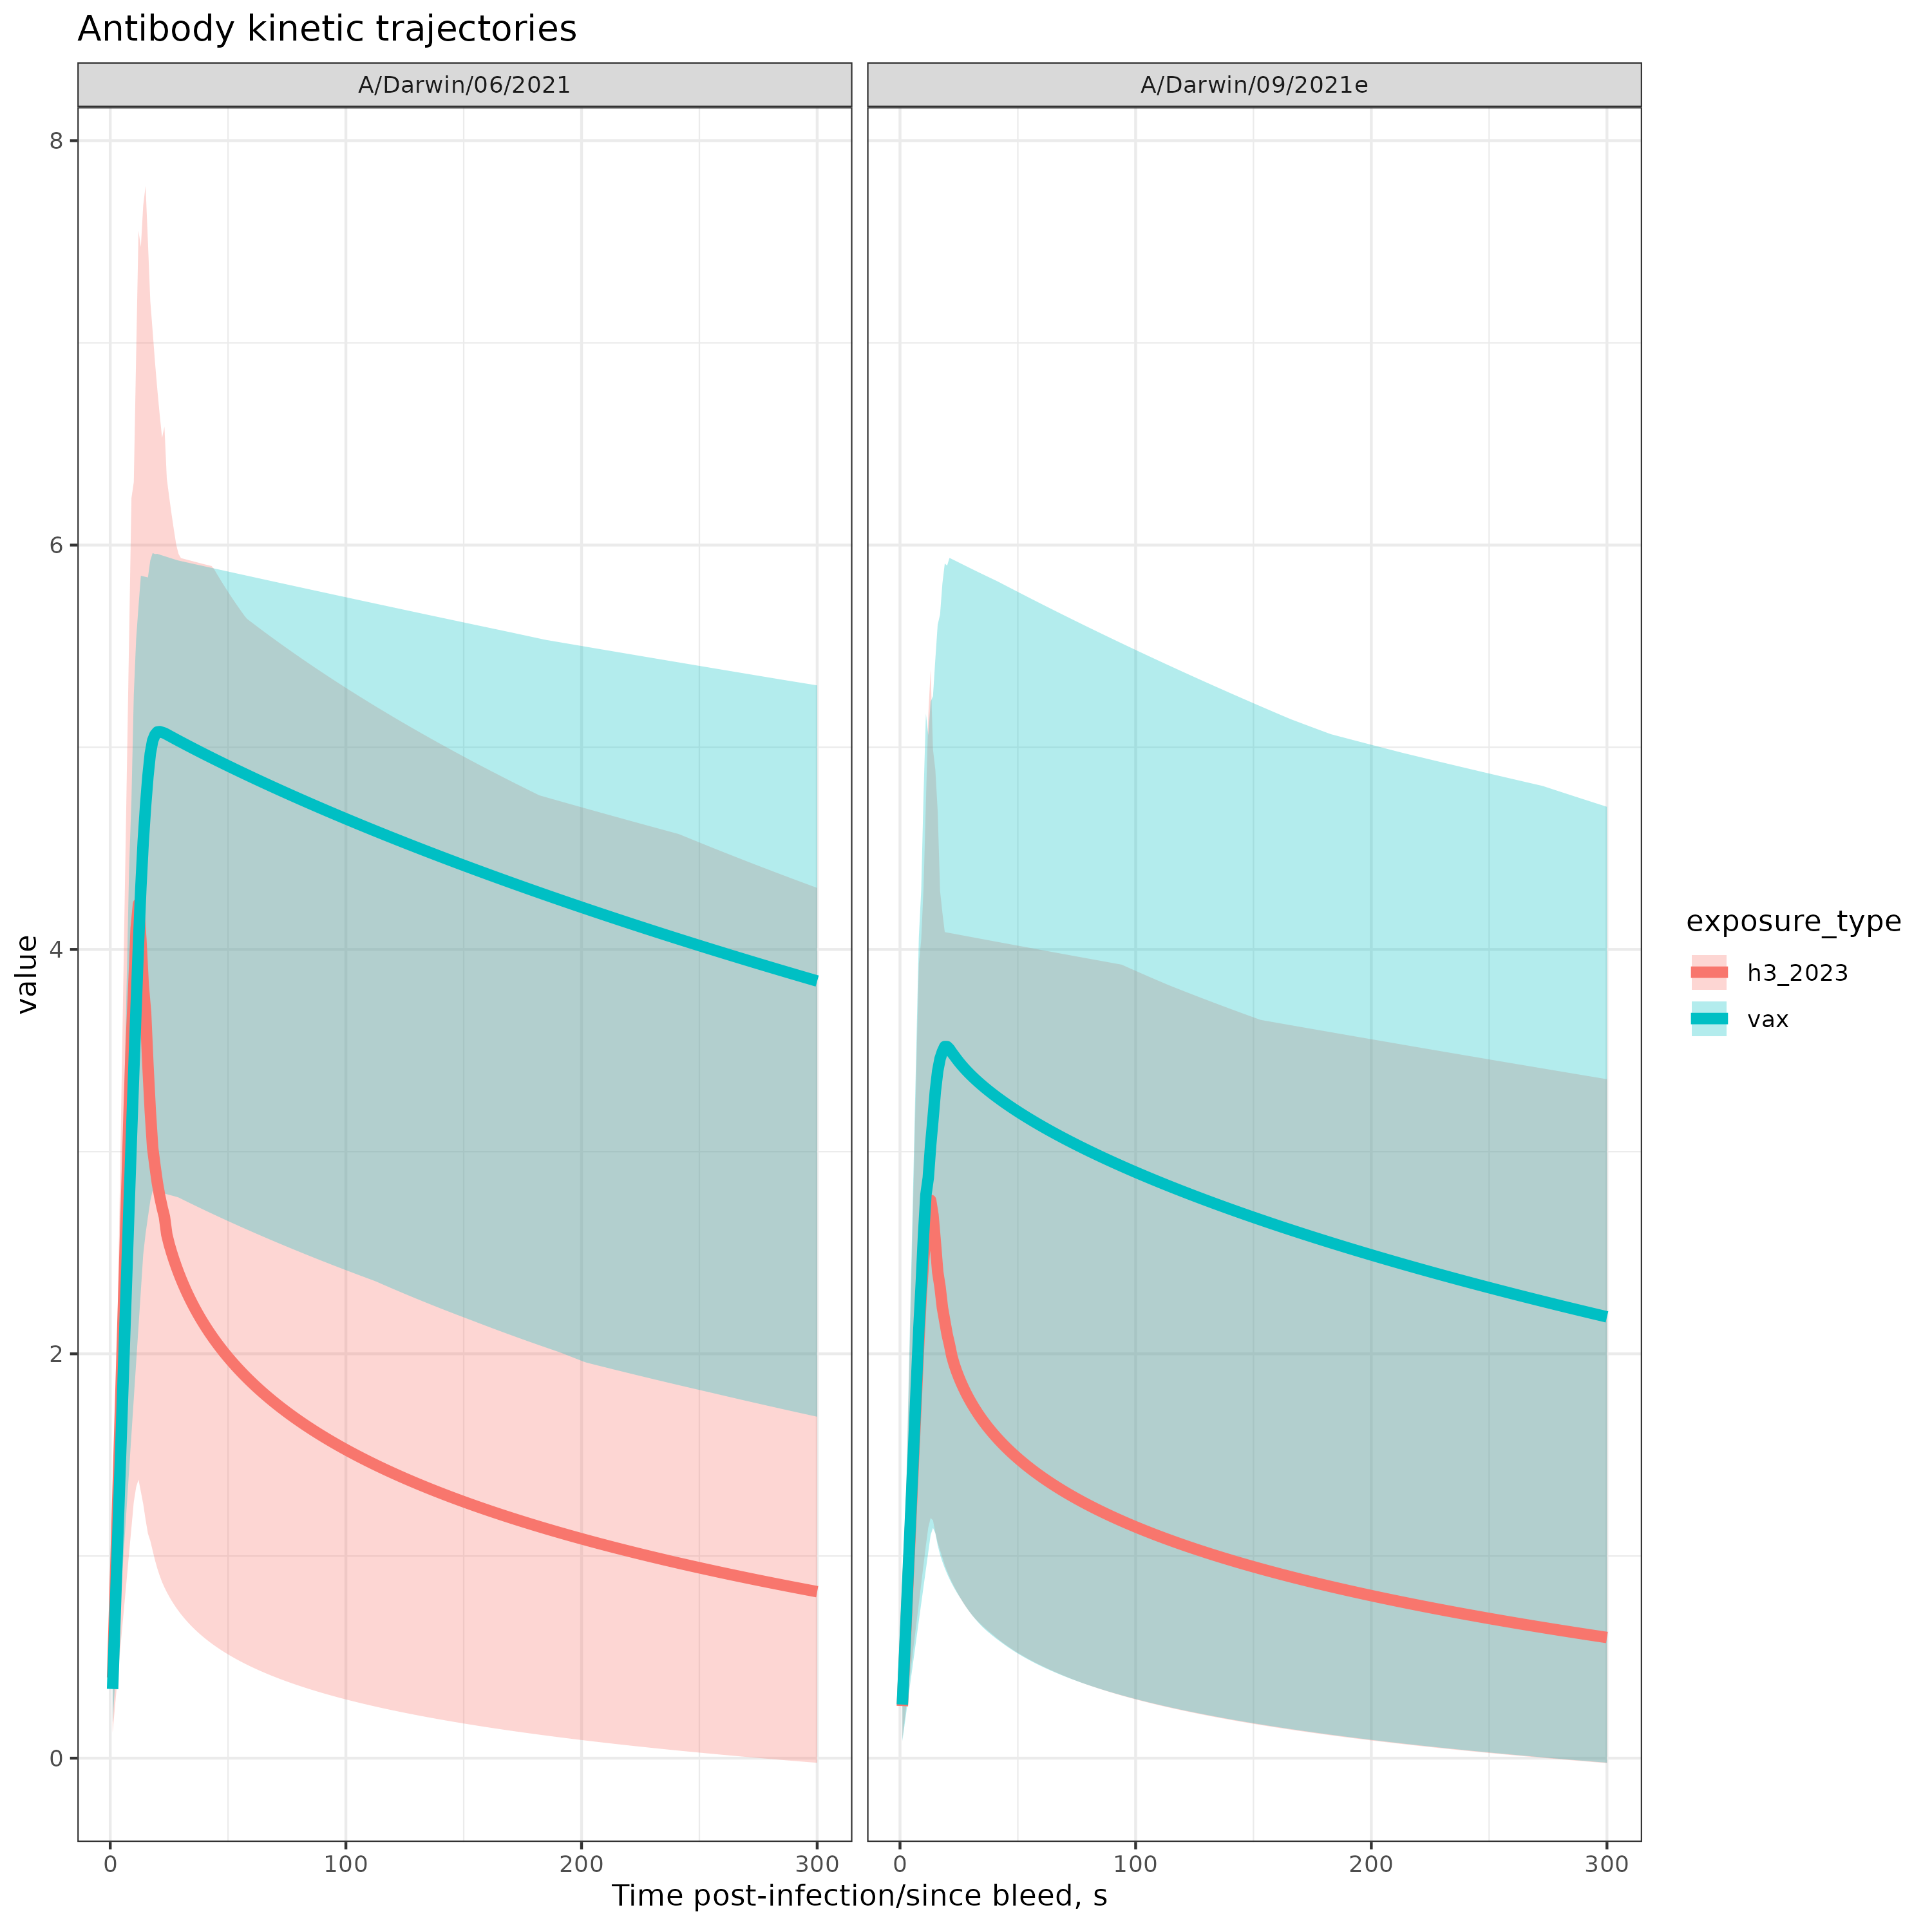 Antibody kinetic trajectories
A/Darwin/06/2021
A/Darwin/09/2021e
8
6
4
2
0
value
0 100 200 300
0 100 200 300
Time post-infection/since bleed, s
exposure_type
h3_2023
vax